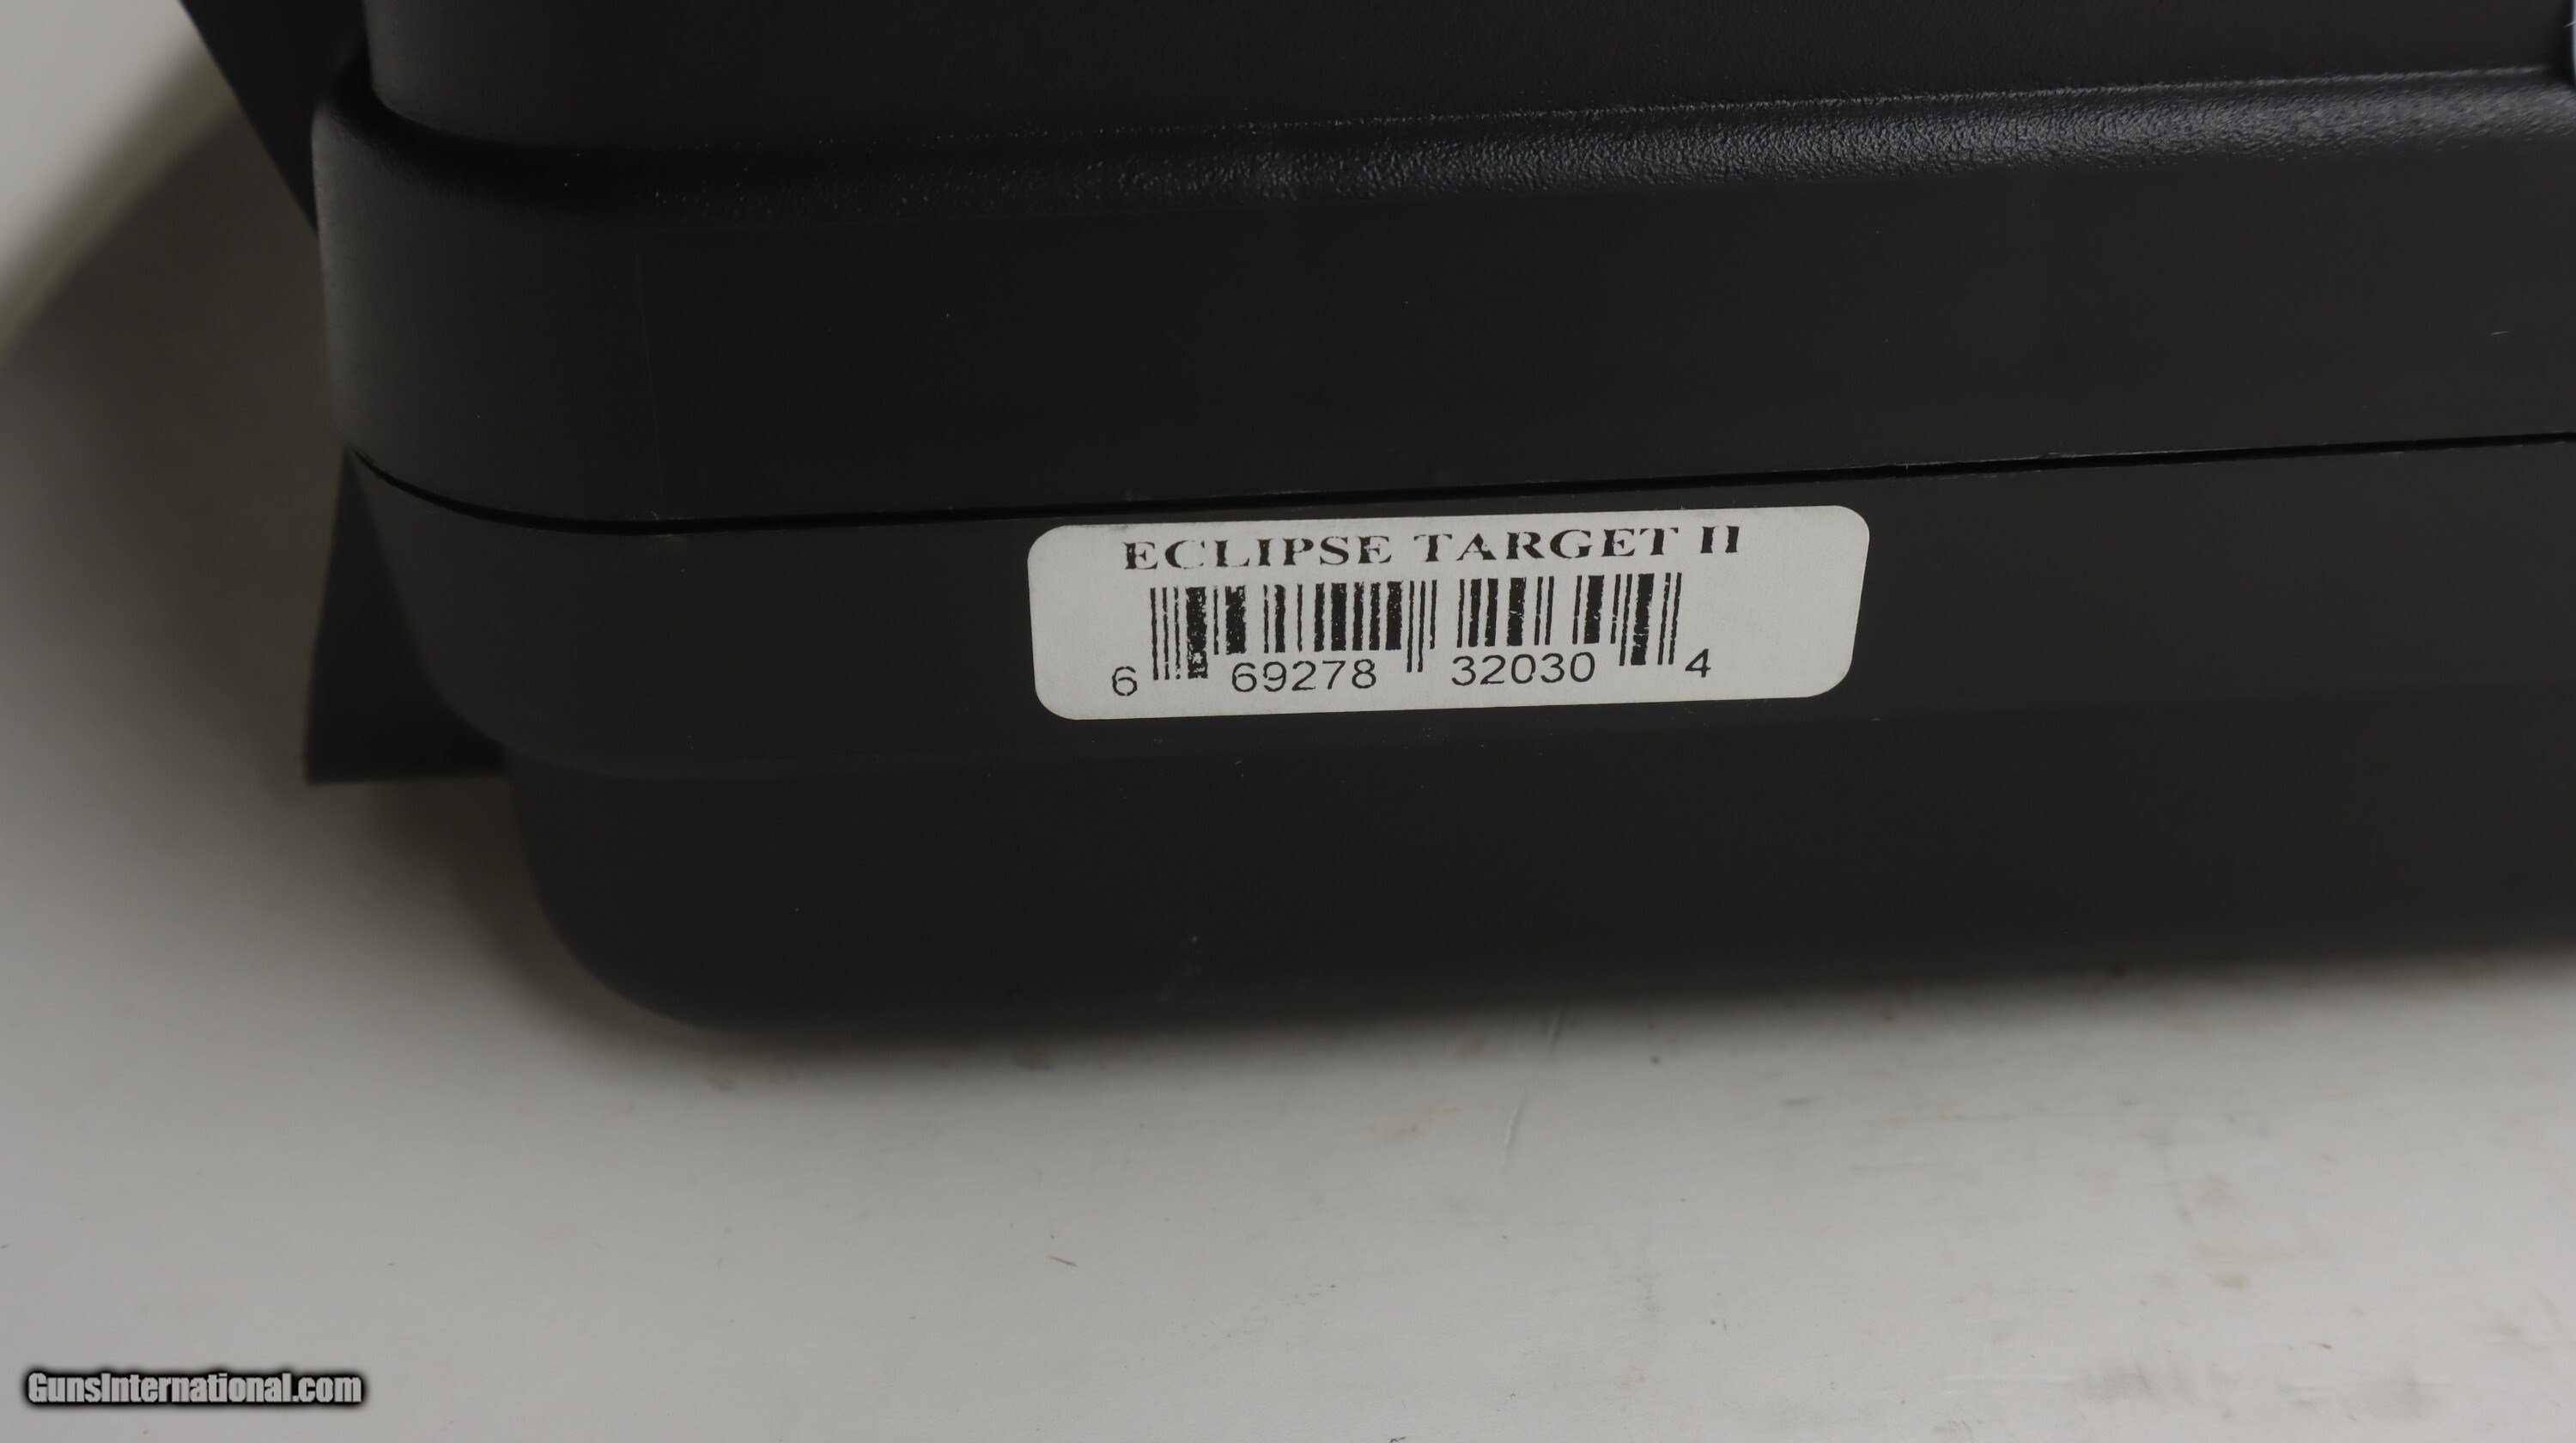 ECLIPSE TARGET II
6 69278 32030 4
GunsInternational.com